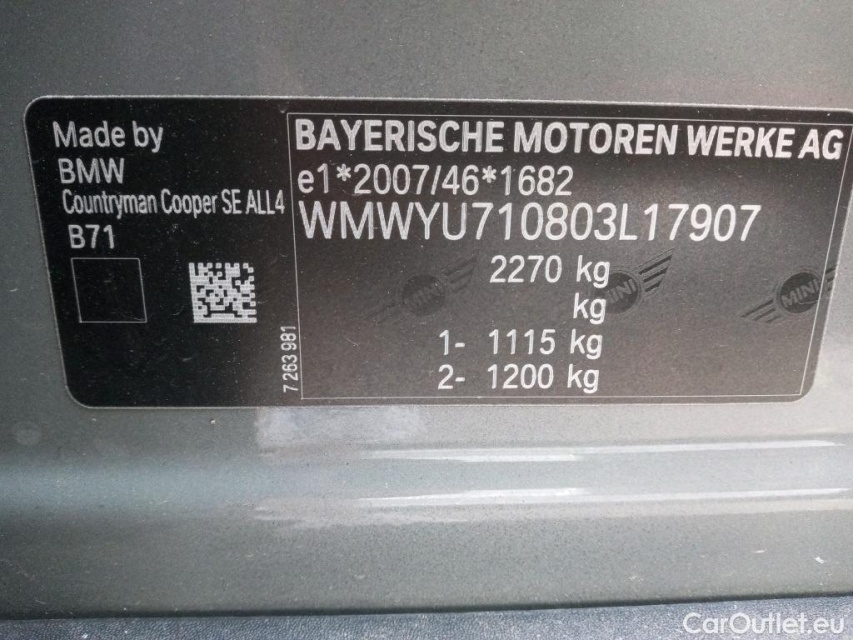 Made by
BMW
Countryman Cooper SE ALL4
B71
7 263 981
BAYERISCHE MOTOREN WERKE AG
e1*2007/46*1682
WMWYU710803L17907
2270 kg
kg
1- 1115 kg
2- 1200 kg
MINI
MINI
MINI
CarOutlet.eu